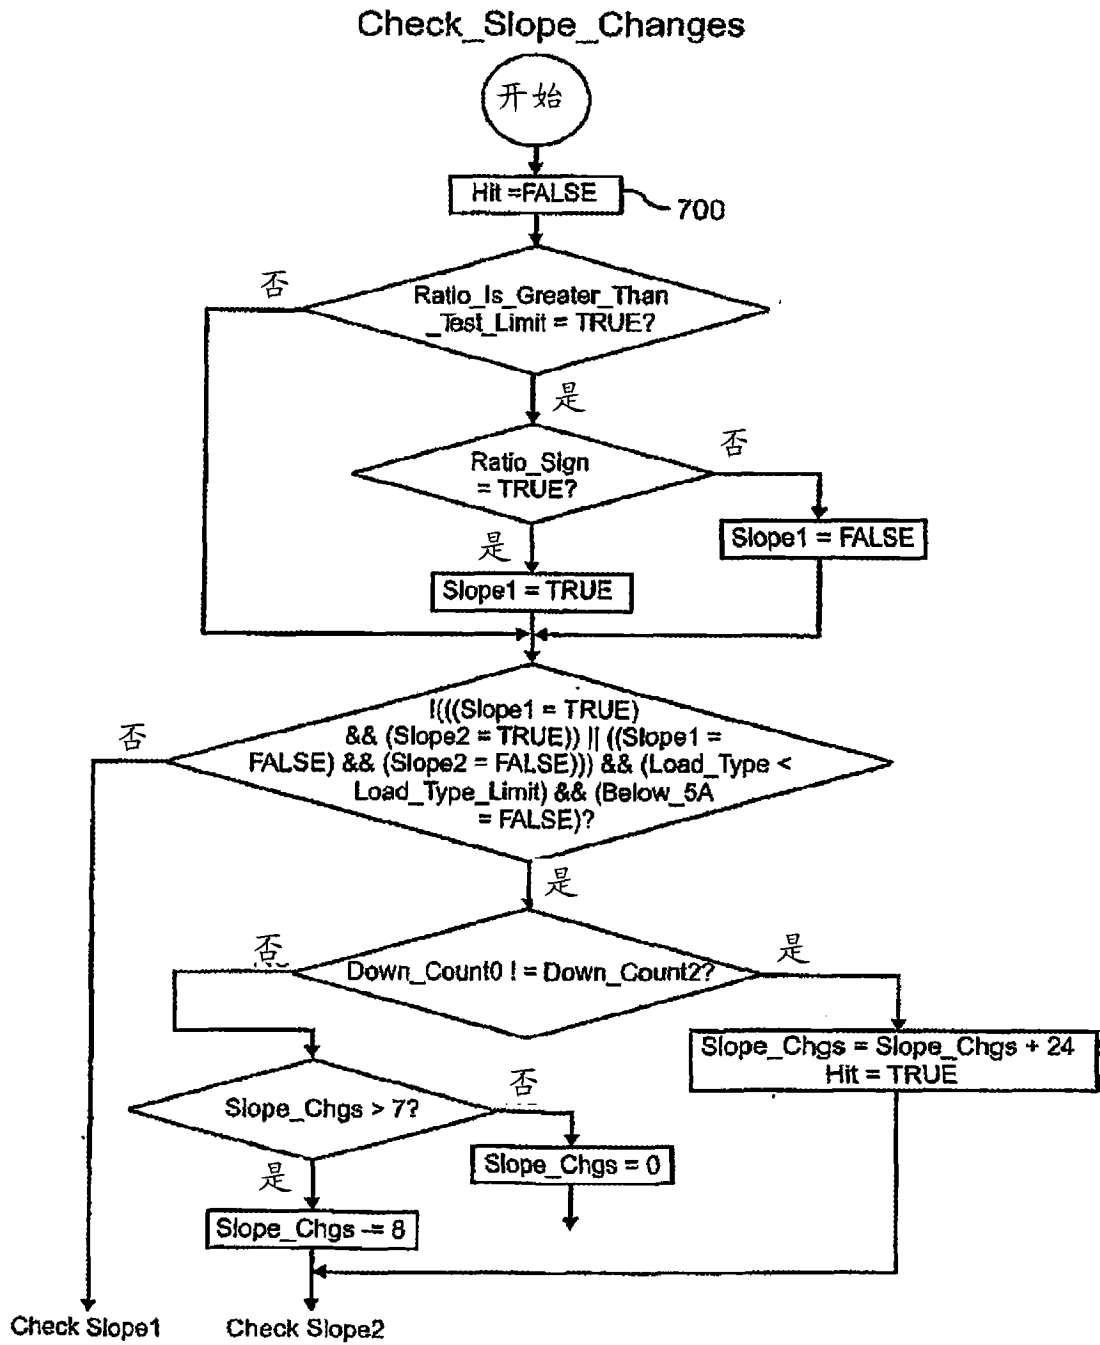 Check_Slope_Changes
开始
Hit =FALSE
700
否
Ratio_Is_Greater_Than
_Test_Limit = TRUE?
是
否
Ratio_Sign
= TRUE?
是
Slope1 = FALSE
Slope1 = TRUE
!((((Slope1 = TRUE)
否
&& (Slope2 = TRUE)) || ((Slope1 =
FALSE) && (Slope2 = FALSE))) && (Load_Type <
Load_Type_Limit) && (Below_5A
= FALSE)?
是
否
是
Down_Count0 ! = Down_Count2?
Slope_Chgs = Slope_Chgs + 24
Hit = TRUE
否
Slope_Chgs > 7?
是
Slope_Chgs = 0
Slope_Chgs -= 8
Check Slope1
Check Slope2